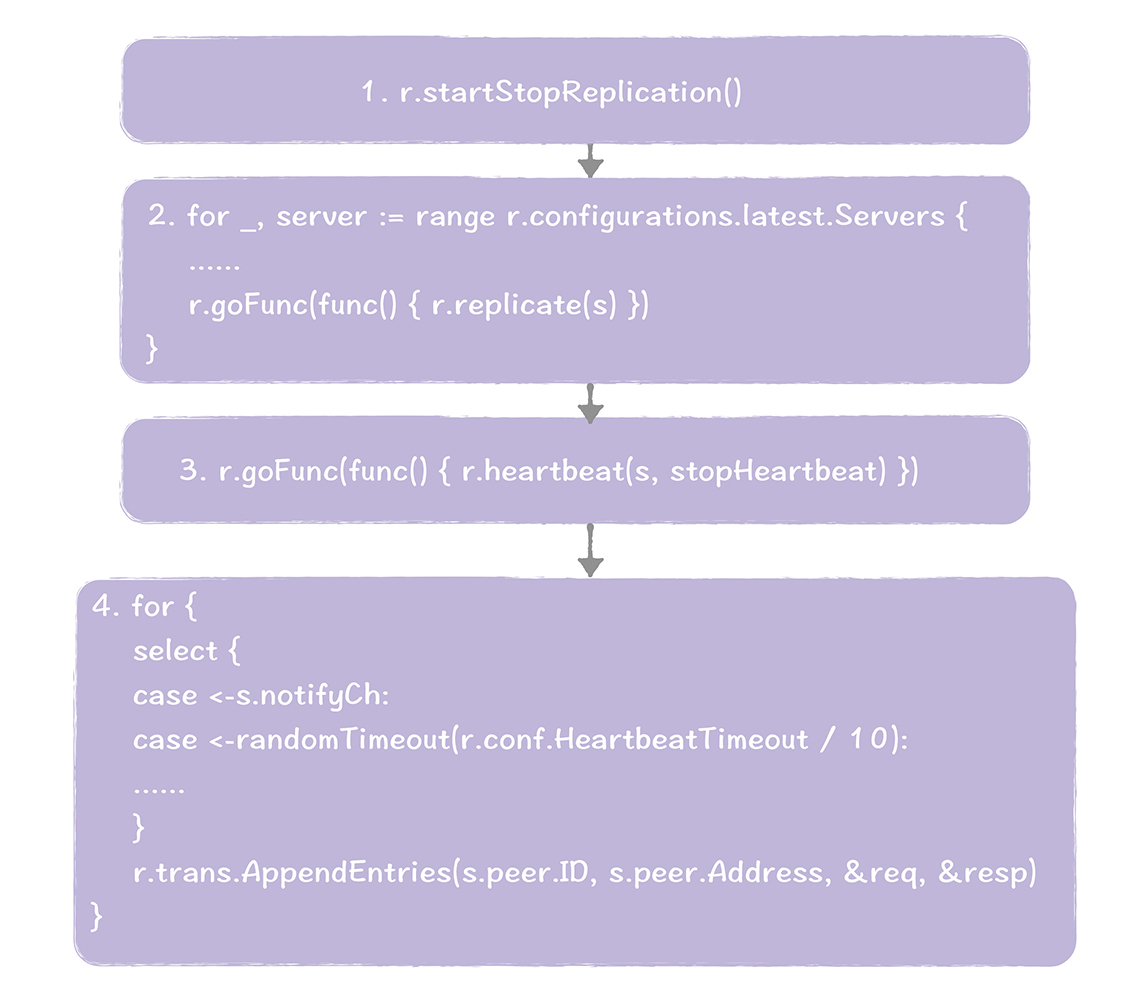 1. r.startStopReplication()
2. for _, server := range r.configurations.latest.Servers {
......
r.goFunc(func() { r.replicate(s) })
}
3. r.goFunc(func() { r.heartbeat(s, stopHeartbeat) })
4. for {
select {
case <-s.notifyCh:
case <-randomTimeout(r.conf.HeartbeatTimeout / 10):
......
}
r.trans.AppendEntries(s.peer.ID, s.peer.Address, &req, &resp)
}